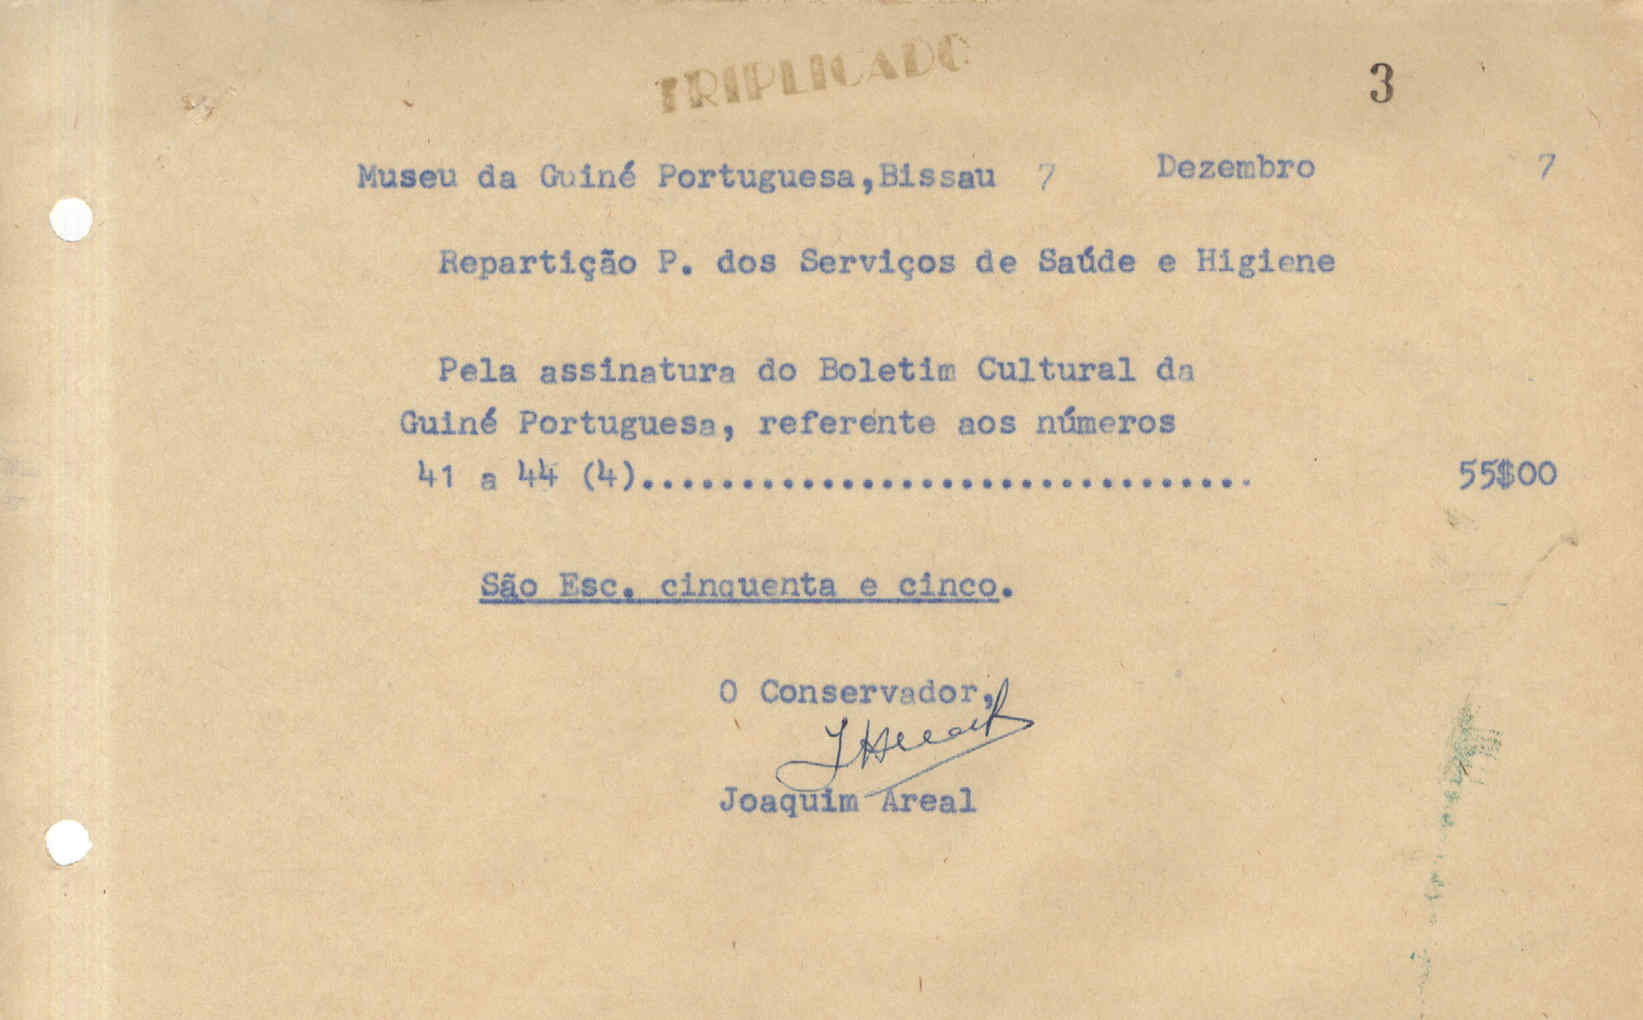 TRIPLICADO
3
Museu da Guiné Portuguesa,Bissau 7 Dezembro 7
Repartição P. dos Serviços de Saúde e Higiene
Pela assinatura do Boletim Cultural da
Guiné Portuguesa, referente aos números
41 a 44 (4)............................... 55$00
São Esc. cinquenta e cinco.
O Conservador,
Joaquim Areal